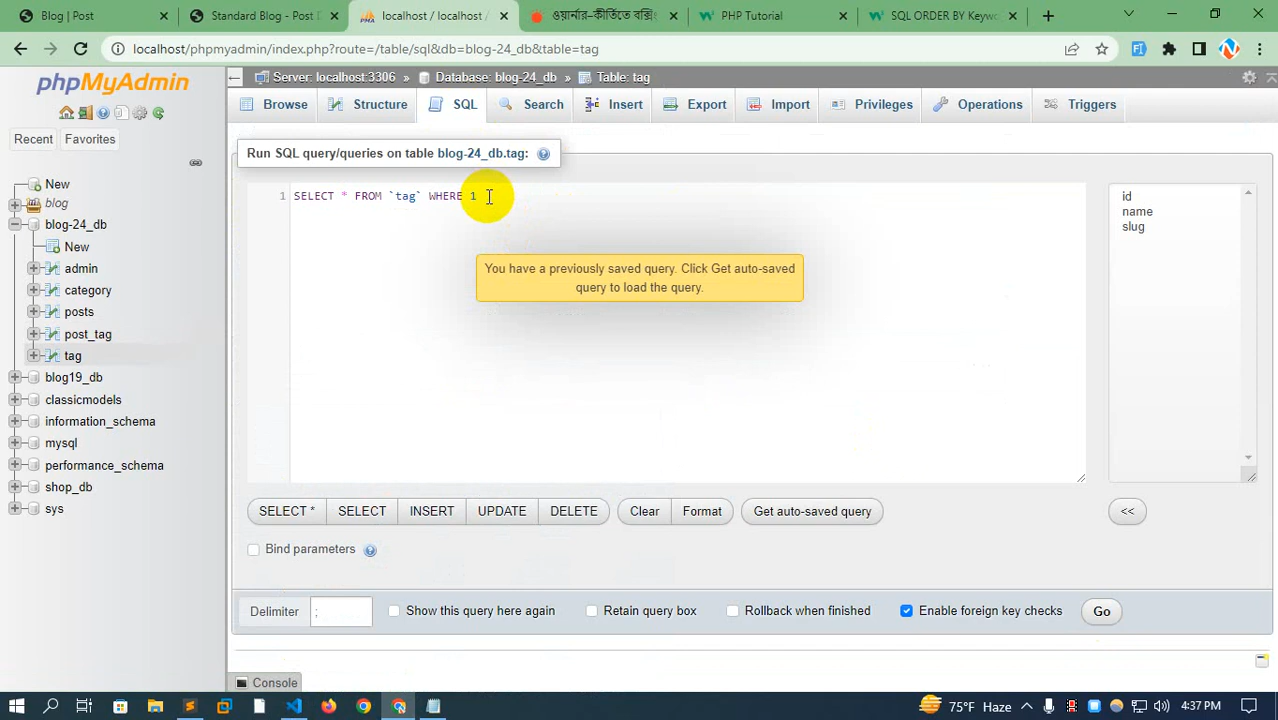 Blog | Post
Standard Blog - Post D
localhost / localhost /
ওয়ার্নার-কীর্তিতে বক্সিং
PHP Tutorial
SQL ORDER BY Keyw
localhost/phpmyadmin/index.php?route=/table/sql&db=blog-24_db&table=tag
phpMyAdmin
Recent
Favorites
New
blog
blog-24_db
New
admin
category
posts
post_tag
tag
blog19_db
classicmodels
information_schema
mysql
performance_schema
shop_db
sys
Server: localhost:3306 » Database: blog-24_db » Table: tag
Browse Structure SQL Search Insert Export Import Privileges Operations Triggers
Run SQL query/queries on table blog-24_db.tag:
1 SELECT * FROM `tag` WHERE 1
You have a previously saved query. Click Get auto-saved
query to load the query.
id
name
slug
SELECT * SELECT INSERT UPDATE DELETE Clear Format Get auto-saved query <<
Bind parameters
Delimiter ; Show this query here again Retain query box Rollback when finished Enable foreign key checks Go
Console
75°F Haze 4:37 PM